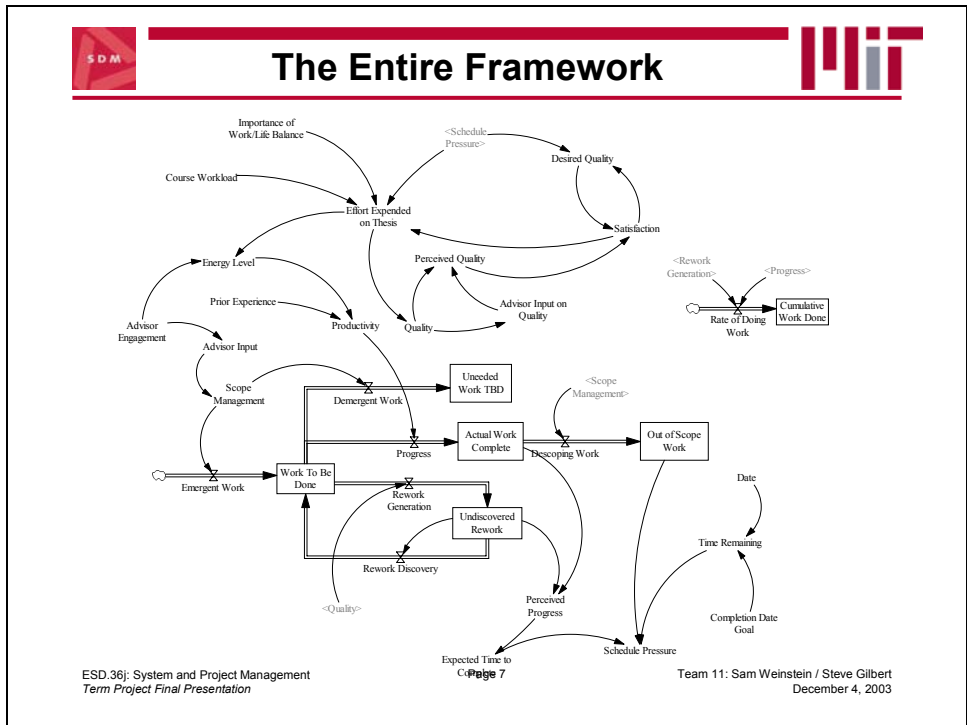 SDM
The Entire Framework
MIT
Importance of
Work/Life Balance
<Schedule
Pressure>
Desired Quality
Course Workload
Effort Expended
on Thesis
Satisfaction
Energy Level
Perceived Quality
<Rework
Generation>
<Progress>
Prior Experience
Advisor Input on
Quality
Cumulative
Work Done
Rate of Doing
Work
Advisor
Engagement
Productivity
Quality
Advisor Input
Scope
Management
Uneeded
Work TBD
Demergent Work
<Scope
Management>
Actual Work
Complete
Out of Scope
Work
Progress
Descoping Work
Work To Be
Done
Emergent Work
Rework
Generation
Date
Undiscovered
Rework
Time Remaining
Rework Discovery
<Quality>
Perceived
Progress
Completion Date
Goal
Schedule Pressure
Expected Time to
Complete
Page 7
ESD.36j: System and Project Management
Term Project Final Presentation
Team 11: Sam Weinstein / Steve Gilbert
December 4, 2003